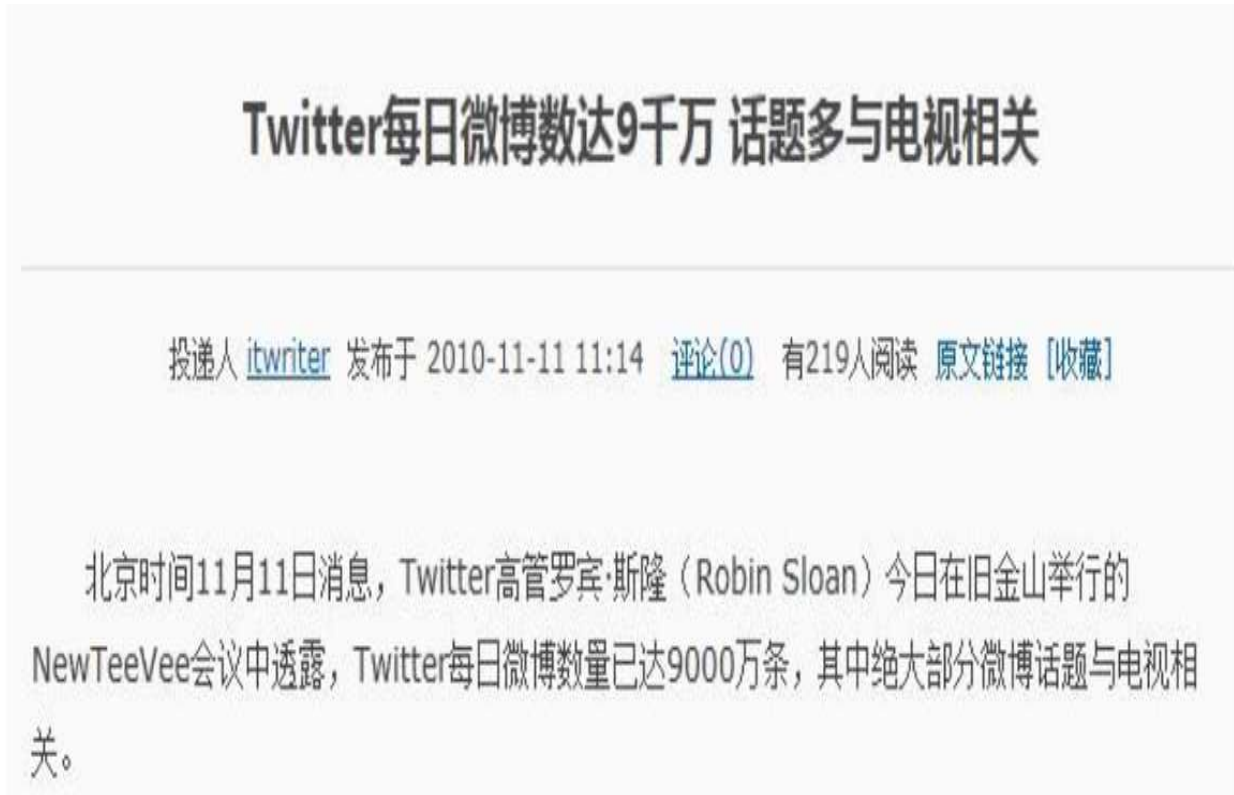 Twitter每日微博数达9千万 话题多与电视相关
投递人 itwriter 发布于 2010-11-11 11:14 评论(0) 有219人阅读 原文链接 [收藏]
北京时间11月11日消息，Twitter高管罗宾·斯隆（Robin Sloan）今日在旧金山举行的
NewTeeVee会议中透露，Twitter每日微博数量已达9000万条，其中绝大部分微博话题与电视相
关。